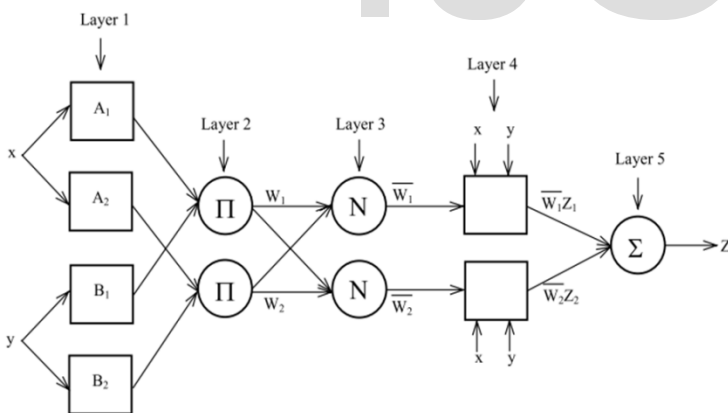 Layer 1
Layer 2
Layer 3
Layer 4
Layer 5
x
y
A₁
A₂
B₁
B₂
Π
Π
W₁
W₂
N
N
W̅₁
W̅₂
x y
x y
W̅₁Z₁
W̅₂Z₂
Σ
Z